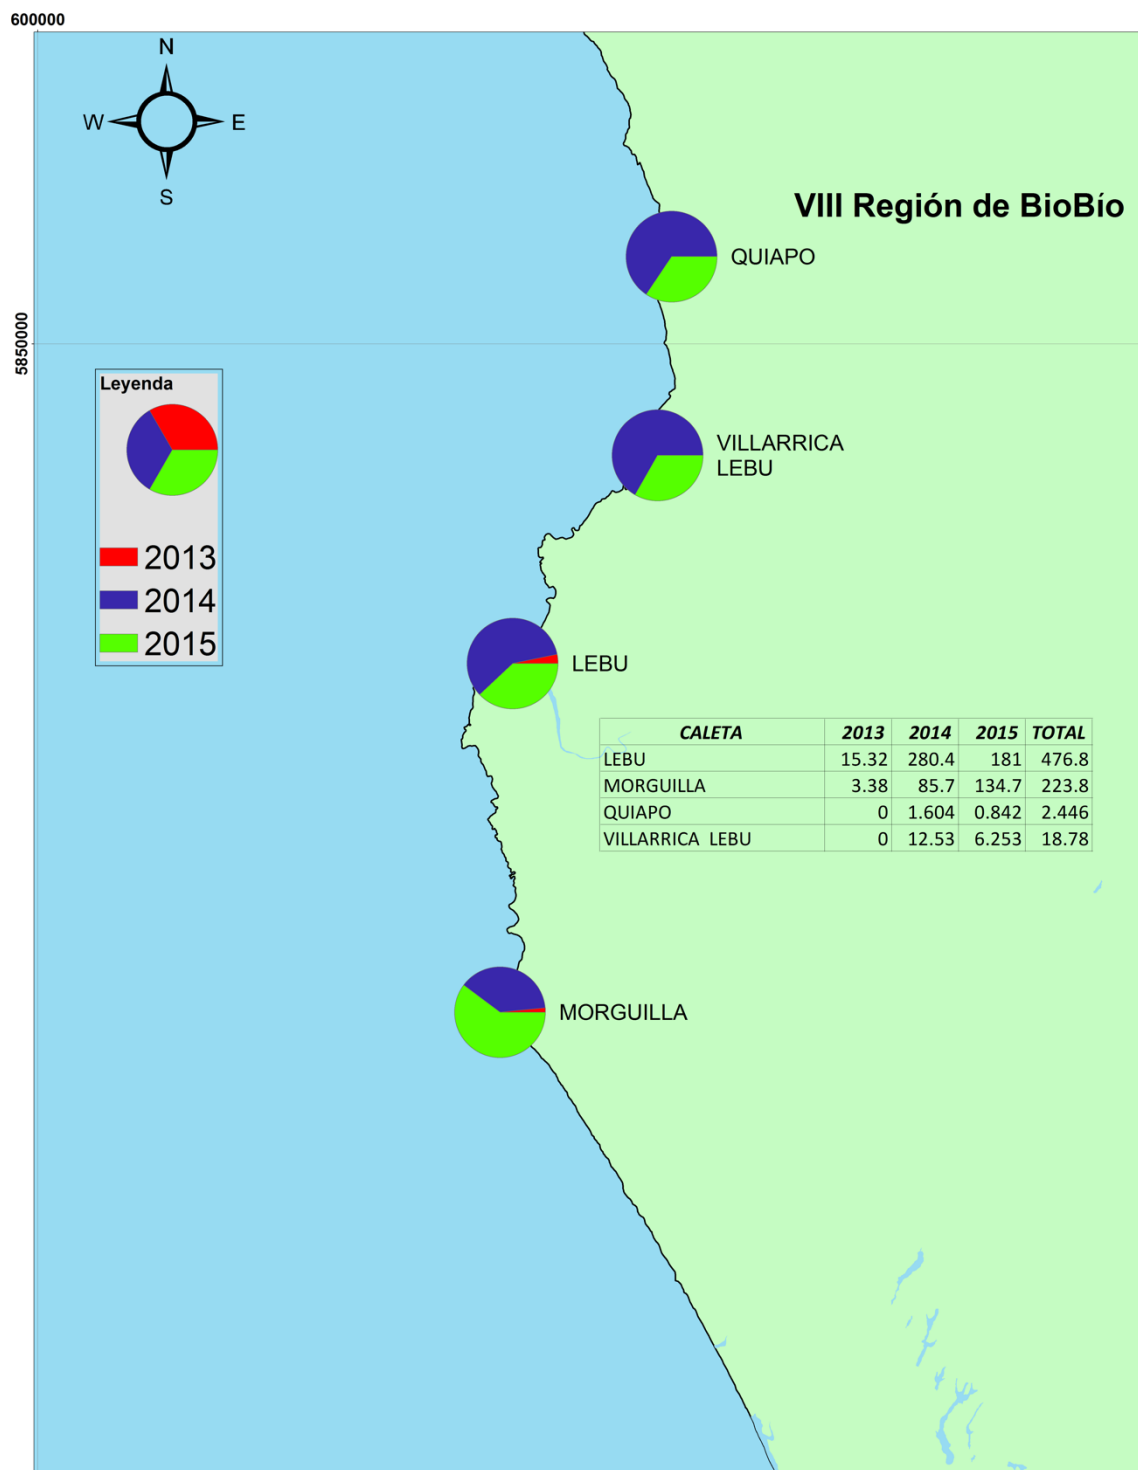 600000
N
W E
S
VIII Región de BioBío
QUIAPO
5850000
Leyenda
2013
2014
2015
VILLARRICA
LEBU
LEBU
CALETA 2013 2014 2015 TOTAL
LEBU 15.32 280.4 181 476.8
MORGUILLA 3.38 85.7 134.7 223.8
QUIAPO 0 1.604 0.842 2.446
VILLARRICA LEBU 0 12.53 6.253 18.78
MORGUILLA